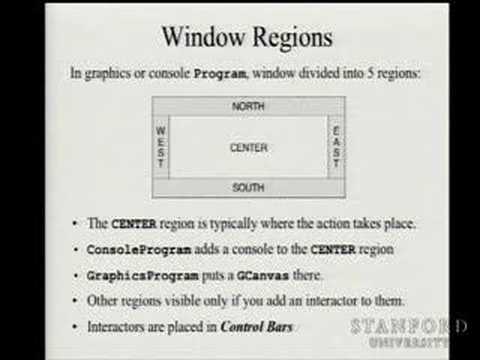 Window Regions
In graphics or console Program, window divided into 5 regions:
NORTH
WEST
CENTER
EAST
SOUTH
• The CENTER region is typically where the action takes place.
• ConsoleProgram adds a console to the CENTER region
• GraphicsProgram puts a GCanvas there.
• Other regions visible only if you add an interactor to them.
• Interactors are placed in Control Bars
STANFORD
UNIVERSITY